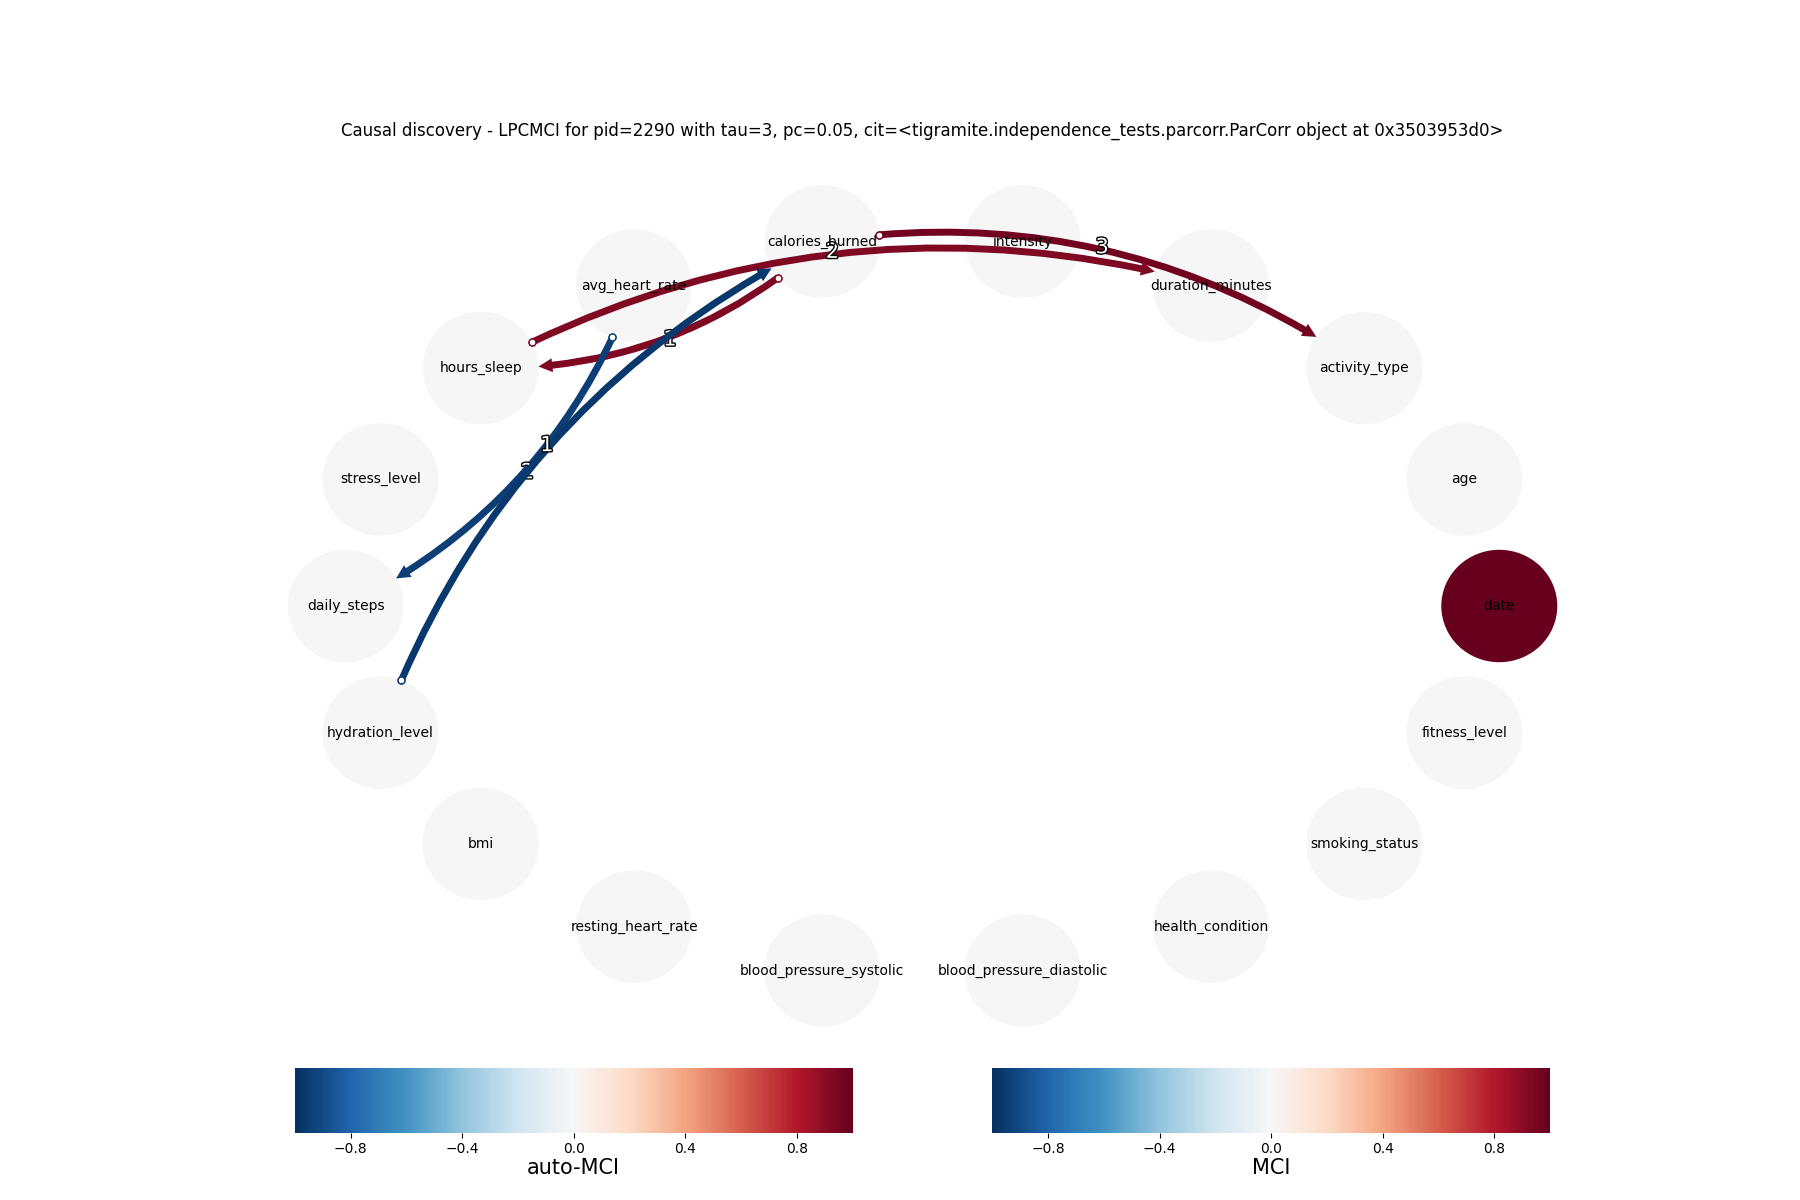 Causal discovery - LPCMCI for pid=2290 with tau=3, pc=0.05, cit=<tigramite.independence_tests.parcorr.ParCorr object at 0x3503953d0>
calories_burned
intensity
2
3
avg_heart_rate
duration_minutes
1
hours_sleep
activity_type
1
2
stress_level
age
daily_steps
date
hydration_level
fitness_level
bmi
smoking_status
resting_heart_rate
health_condition
blood_pressure_systolic
blood_pressure_diastolic
−0.8 −0.4 0.0 0.4 0.8
auto-MCI
−0.8 −0.4 0.0 0.4 0.8
MCI